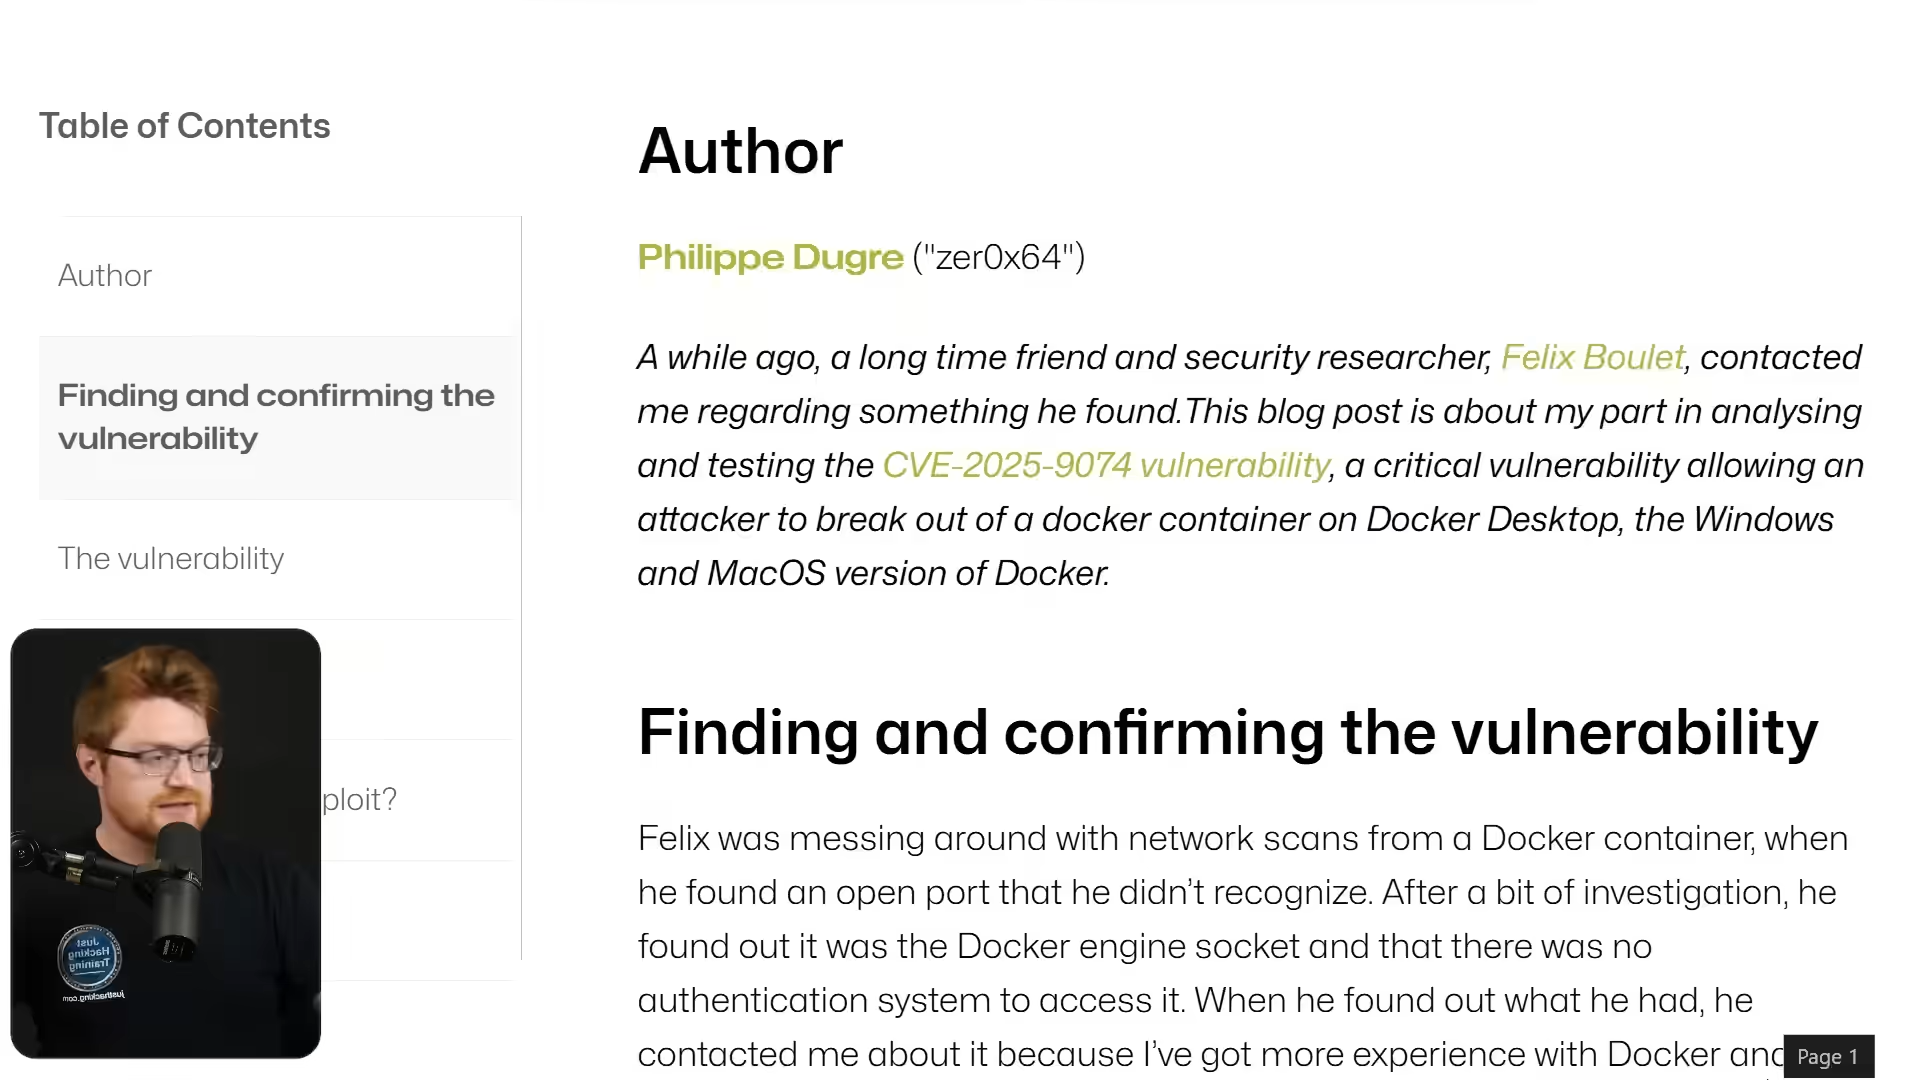 Table of Contents
Author
Finding and confirming the
vulnerability
The vulnerability
ploit?
Author
Philippe Dugre ("zer0x64")
A while ago, a long time friend and security researcher, Felix Boulet, contacted
me regarding something he found.This blog post is about my part in analysing
and testing the CVE-2025-9074 vulnerability, a critical vulnerability allowing an
attacker to break out of a docker container on Docker Desktop, the Windows
and MacOS version of Docker.
Finding and confirming the vulnerability
Felix was messing around with network scans from a Docker container, when
he found an open port that he didn’t recognize. After a bit of investigation, he
found out it was the Docker engine socket and that there was no
authentication system to access it. When he found out what he had, he
contacted me about it because I’ve got more experience with Docker and
Page 1
Just
Hacking
Training
justhacking.com